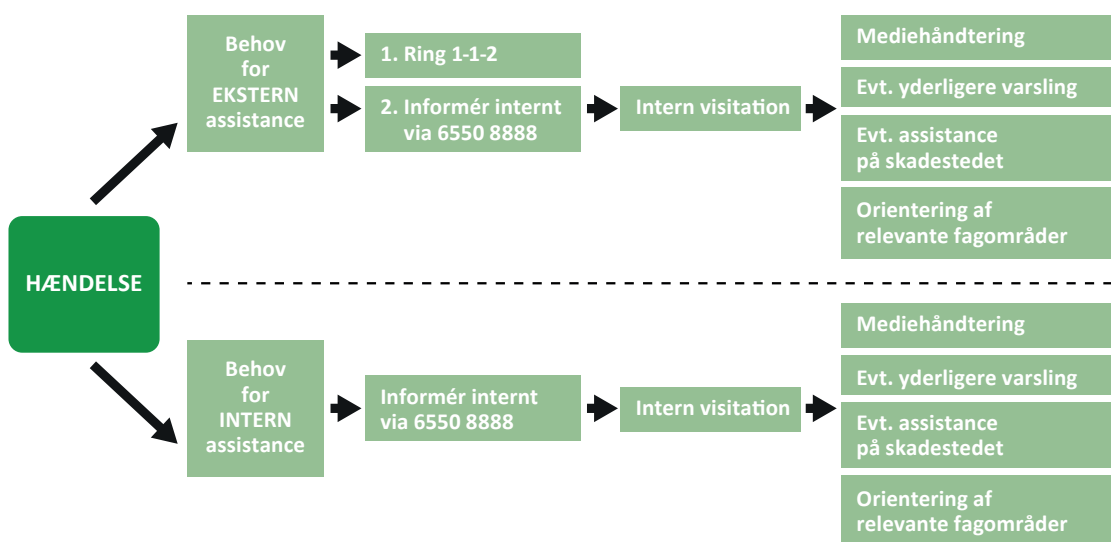 HÆNDELSE
Behov
for
EKSTERN
assistance
1. Ring 1-1-2
2. Informér internt
via 6550 8888
Intern visitation
Mediehåndtering
Evt. yderligere varsling
Evt. assistance
på skadestedet
Orientering af
relevante fagområder
Behov
for
INTERN
assistance
Informér internt
via 6550 8888
Intern visitation
Mediehåndtering
Evt. yderligere varsling
Evt. assistance
på skadestedet
Orientering af
relevante fagområder